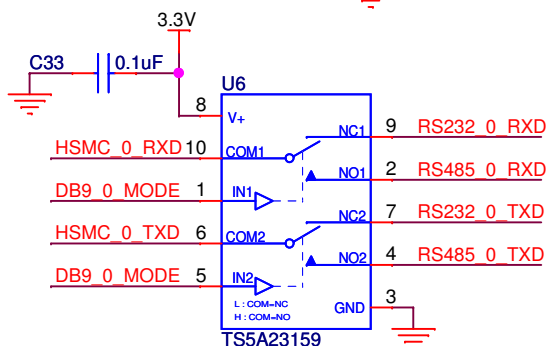 3.3V
C33 0.1uF
U6
8 V+
NC1 9 RS232_0_RXD
HSMC_0_RXD 10 COM1
NO1 2 RS485_0_RXD
DB9_0_MODE 1 IN1
NC2 7 RS232_0_TXD
HSMC_0_TXD 6 COM2
NO2 4 RS485_0_TXD
DB9_0_MODE 5 IN2
L : COM=NC
GND 3
H : COM=NO
TS5A23159